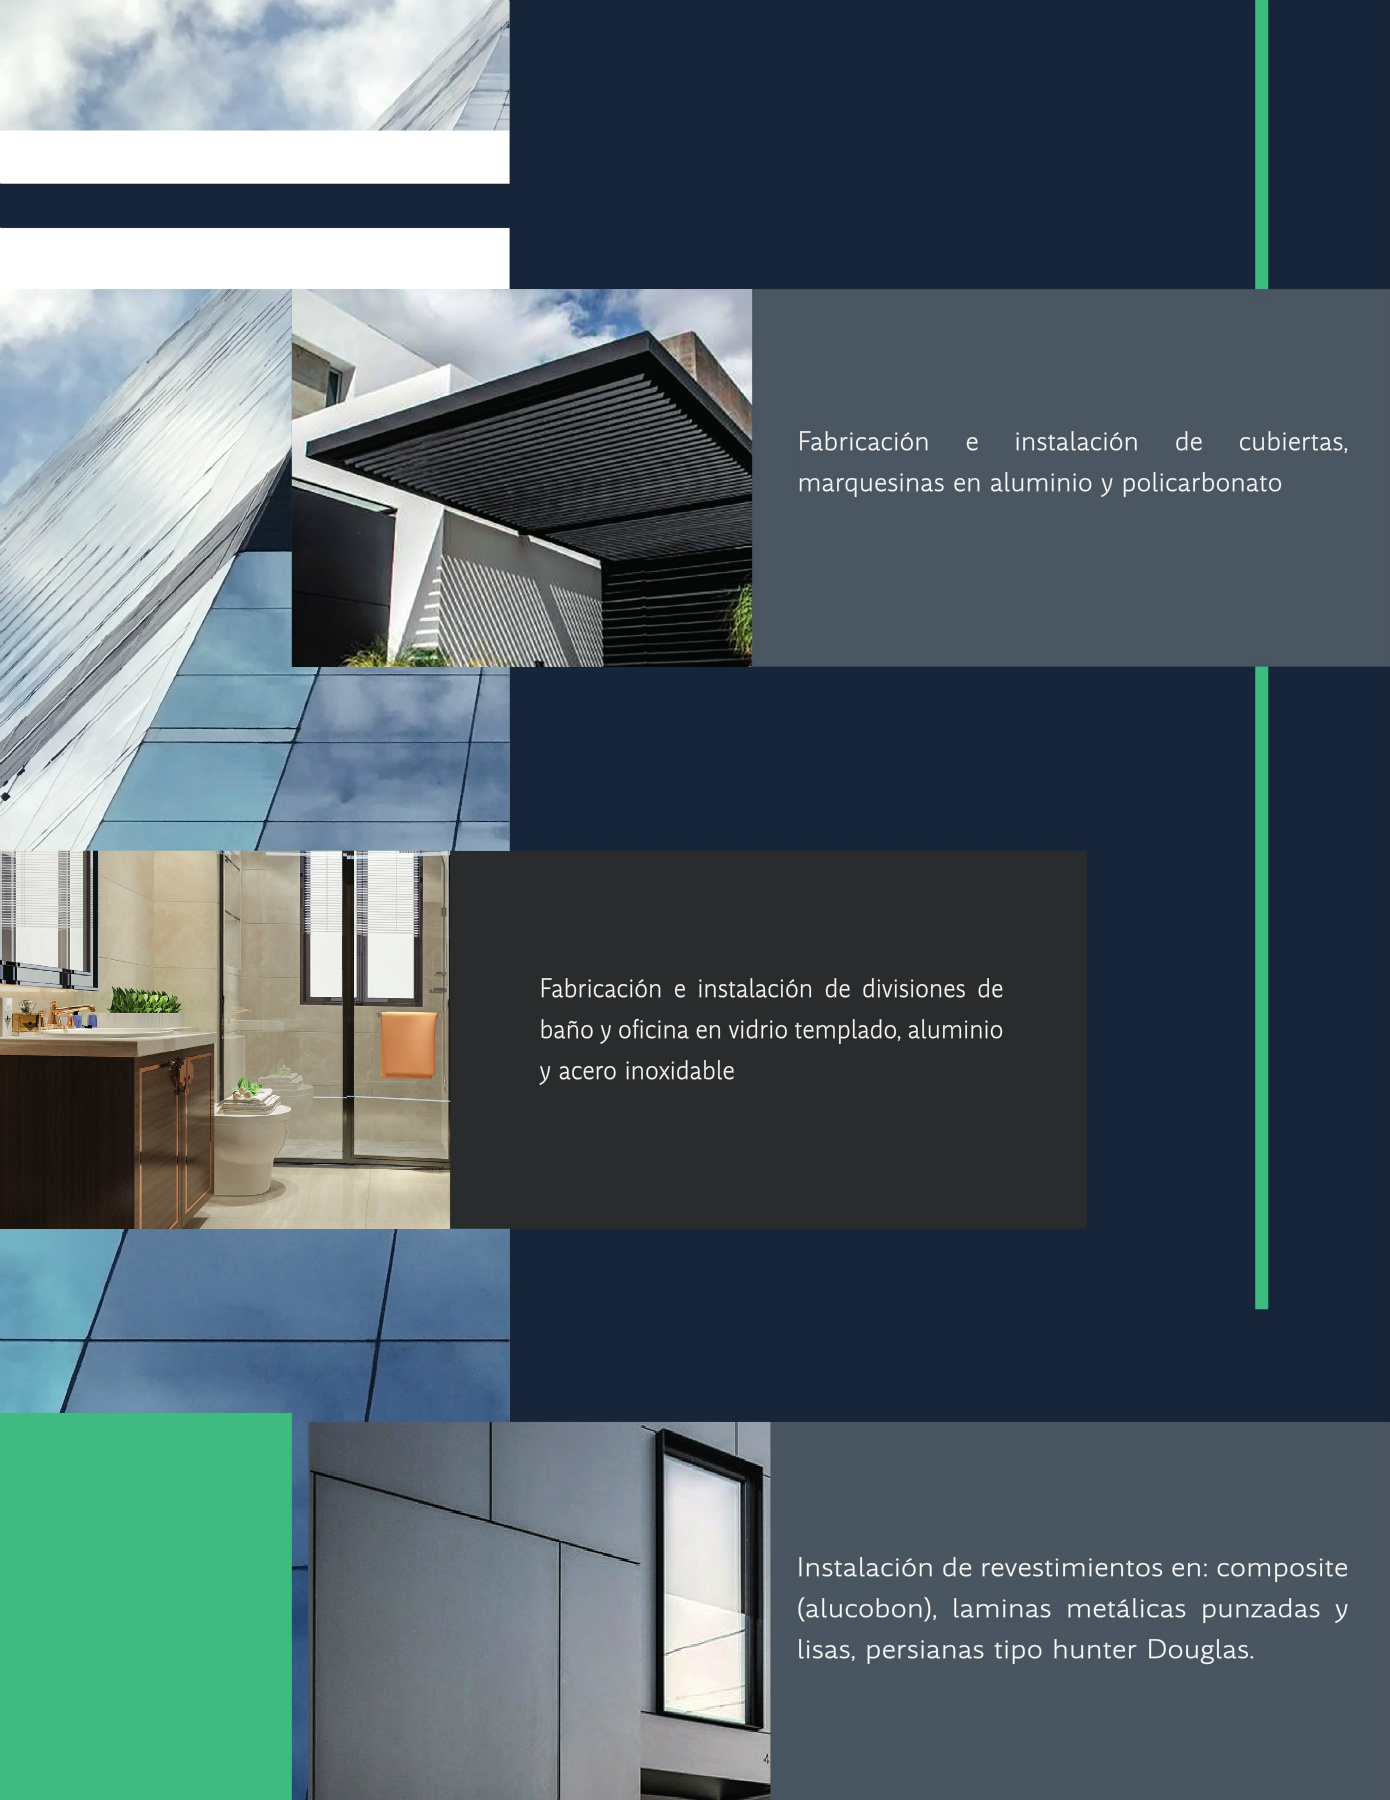 Fabricación e instalación de cubiertas,
marquesinas en aluminio y policarbonato
Fabricación e instalación de divisiones de
baño y oficina en vidrio templado, aluminio
y acero inoxidable
Instalación de revestimientos en: composite
(alucobon), laminas metálicas punzadas y
lisas, persianas tipo hunter Douglas.